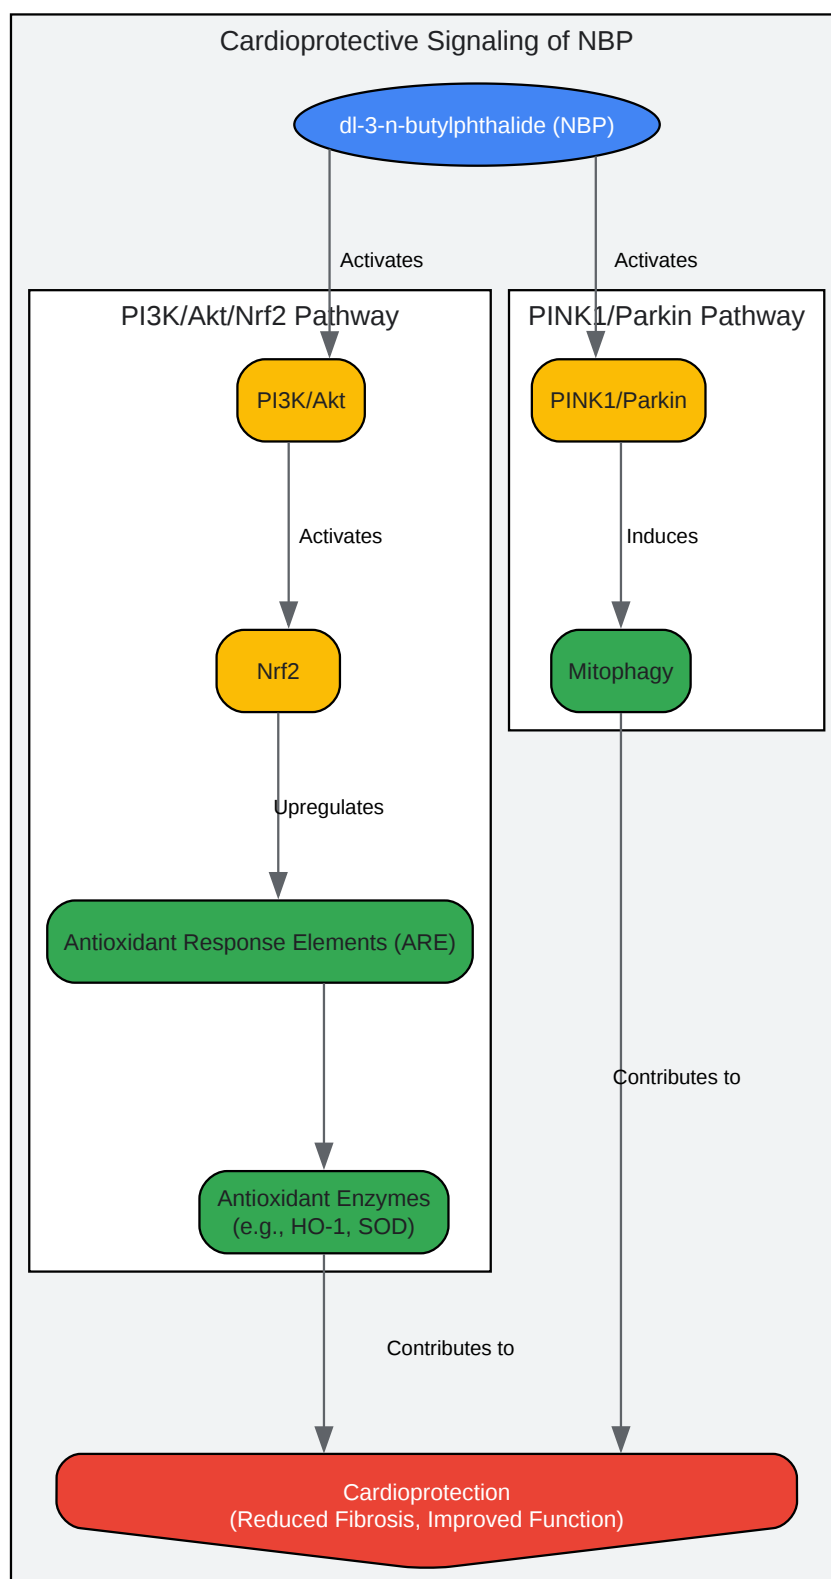 Cardioprotective Signaling of NBP
dl-3-n-butylphthalide (NBP)
Activates
Activates
PI3K/Akt/Nrf2 Pathway
PINK1/Parkin Pathway
PI3K/Akt
PINK1/Parkin
Activates
Induces
Nrf2
Mitophagy
Upregulates
Antioxidant Response Elements (ARE)
Contributes to
Antioxidant Enzymes
(e.g., HO-1, SOD)
Contributes to
Cardioprotection
(Reduced Fibrosis, Improved Function)